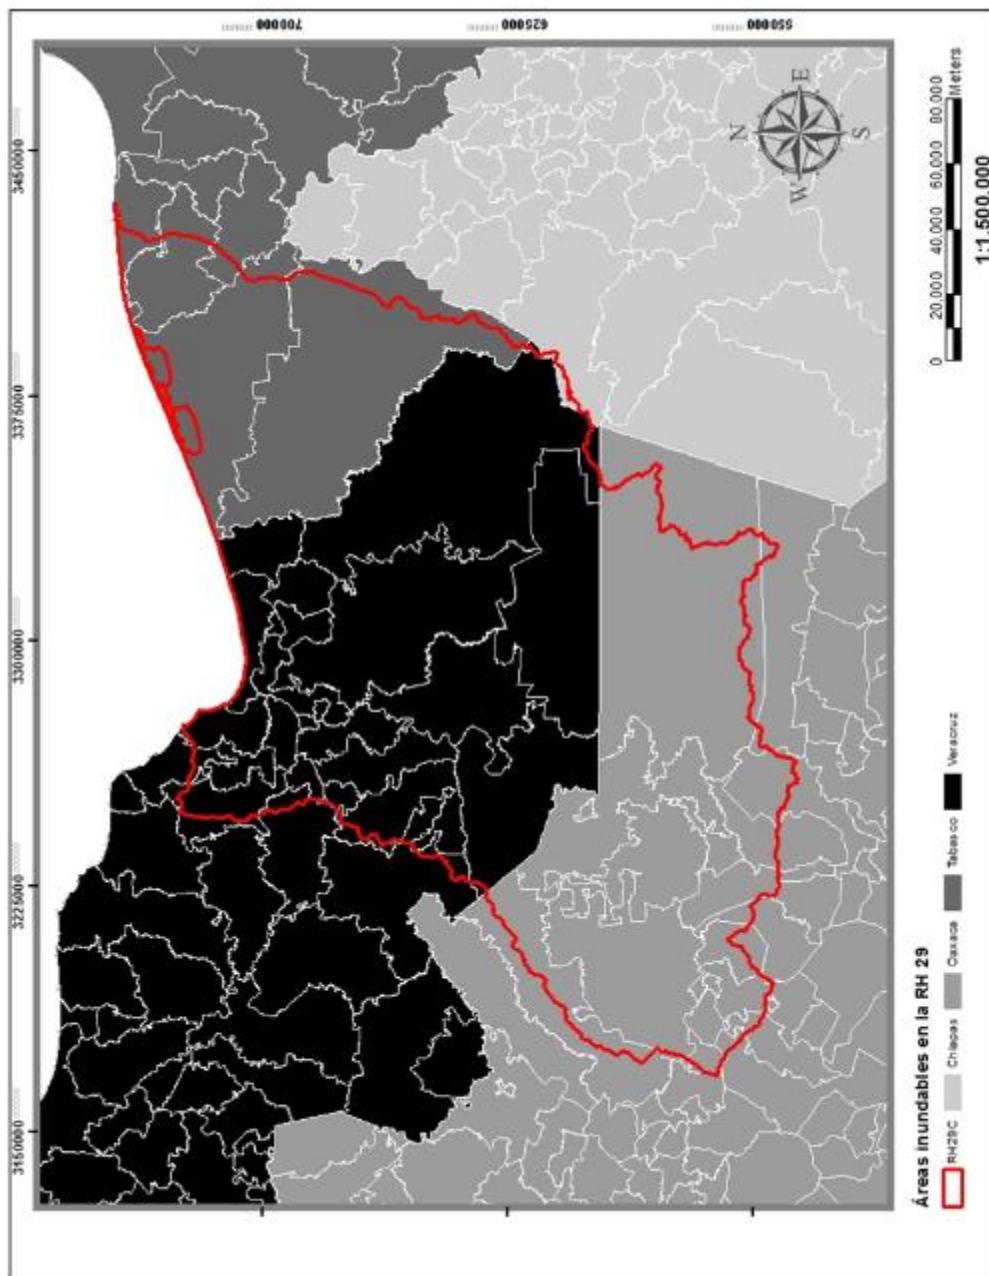 3150000 3225000 3300000 3375000 3450000
700000
625000
550000
N
W E
S
Áreas inundables en la RH 29
RH29C Chiapas Oaxaca Tabasco Veracruz
0 20,000 40,000 60,000 80,000
Meters
1:1,500,000